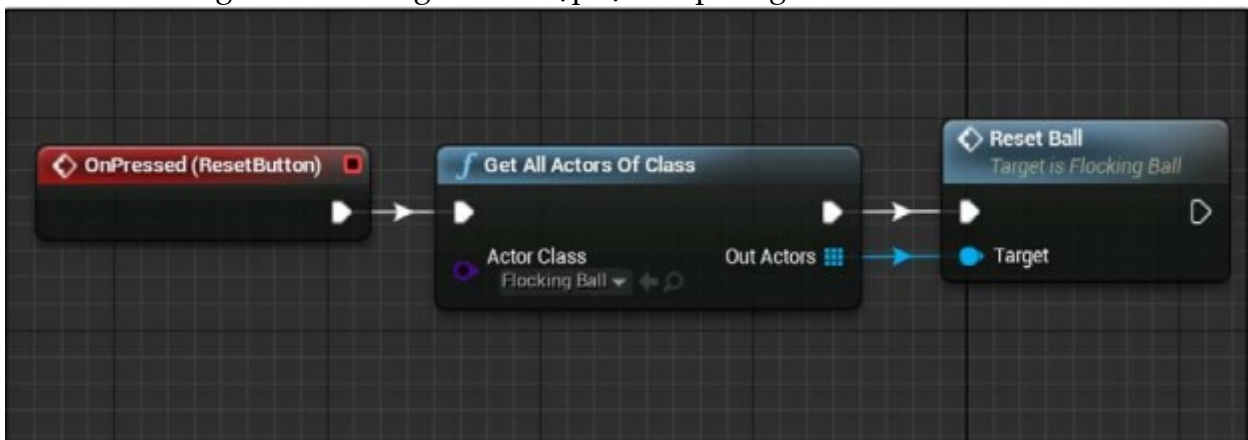 OnPressed (ResetButton)
Get All Actors Of Class
Actor Class
Flocking Ball
Out Actors
Reset Ball
Target is Flocking Ball
Target